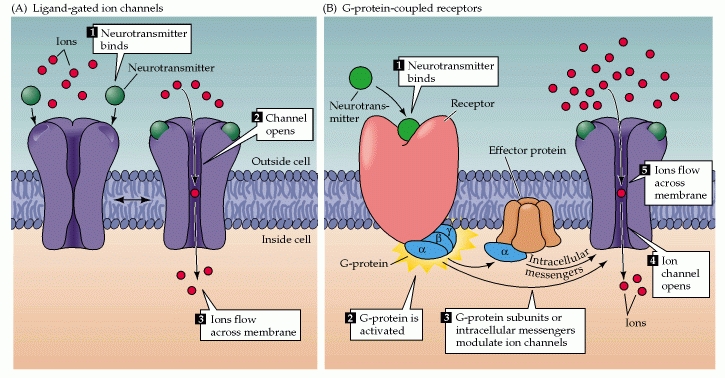 (A) Ligand-gated ion channels
Ions
1 Neurotransmitter
binds
Neurotransmitter
2 Channel
opens
Outside cell
Inside cell
3 Ions flow
across membrane
(B) G-protein-coupled receptors
1 Neurotransmitter
binds
Neurotrans-
mitter
Receptor
Effector protein
5 Ions flow
across
membrane
γ
β
α
α
G-protein
Intracellular
messengers
4 Ion
channel
opens
2 G-protein is
activated
3 G-protein subunits or
intracellular messengers
modulate ion channels
Ions